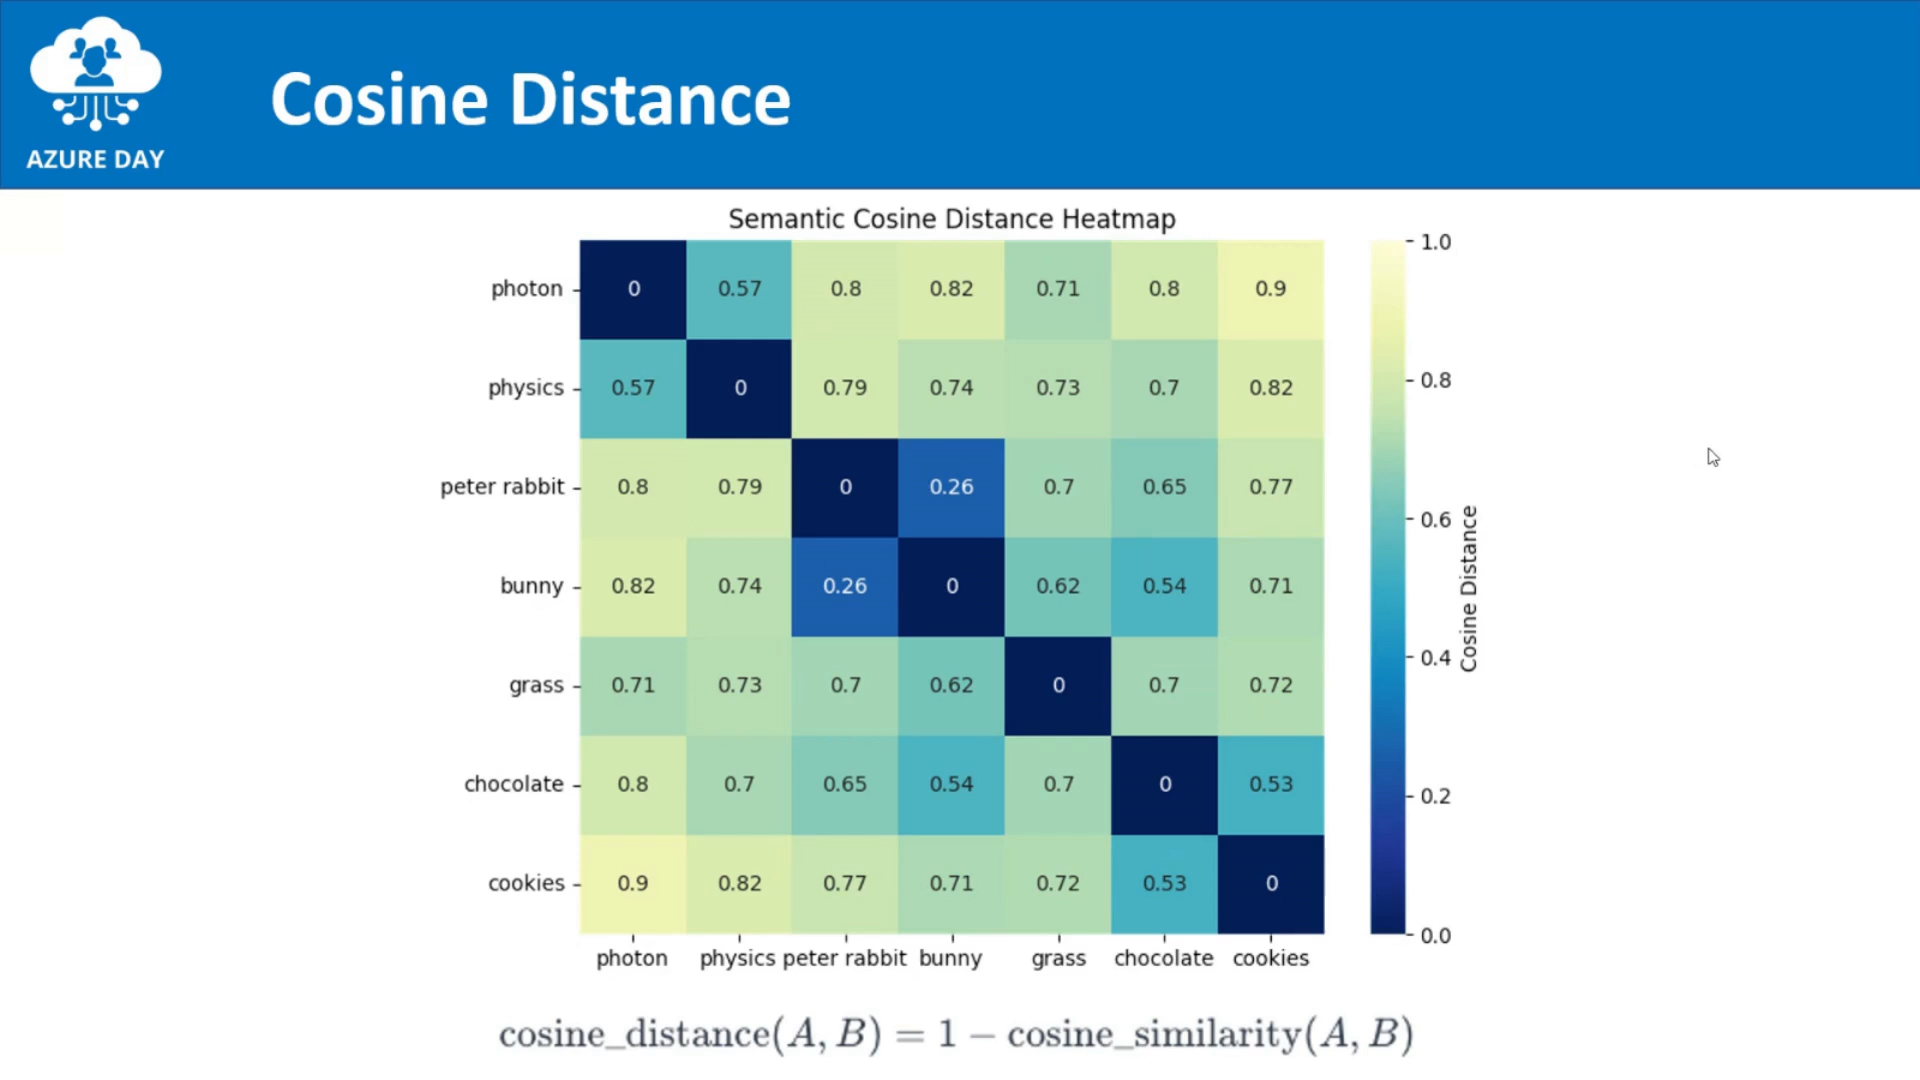 AZURE DAY
Cosine Distance
Semantic Cosine Distance Heatmap
photon 0 0.57 0.8 0.82 0.71 0.8 0.9
physics 0.57 0 0.79 0.74 0.73 0.7 0.82
peter rabbit 0.8 0.79 0 0.26 0.7 0.65 0.77
bunny 0.82 0.74 0.26 0 0.62 0.54 0.71
grass 0.71 0.73 0.7 0.62 0 0.7 0.72
chocolate 0.8 0.7 0.65 0.54 0.7 0 0.53
cookies 0.9 0.82 0.77 0.71 0.72 0.53 0
photon physics peter rabbit bunny grass chocolate cookies
1.0
0.8
0.6
0.4
0.2
0.0
Cosine Distance
cosine_distance(A, B) = 1 − cosine_similarity(A, B)